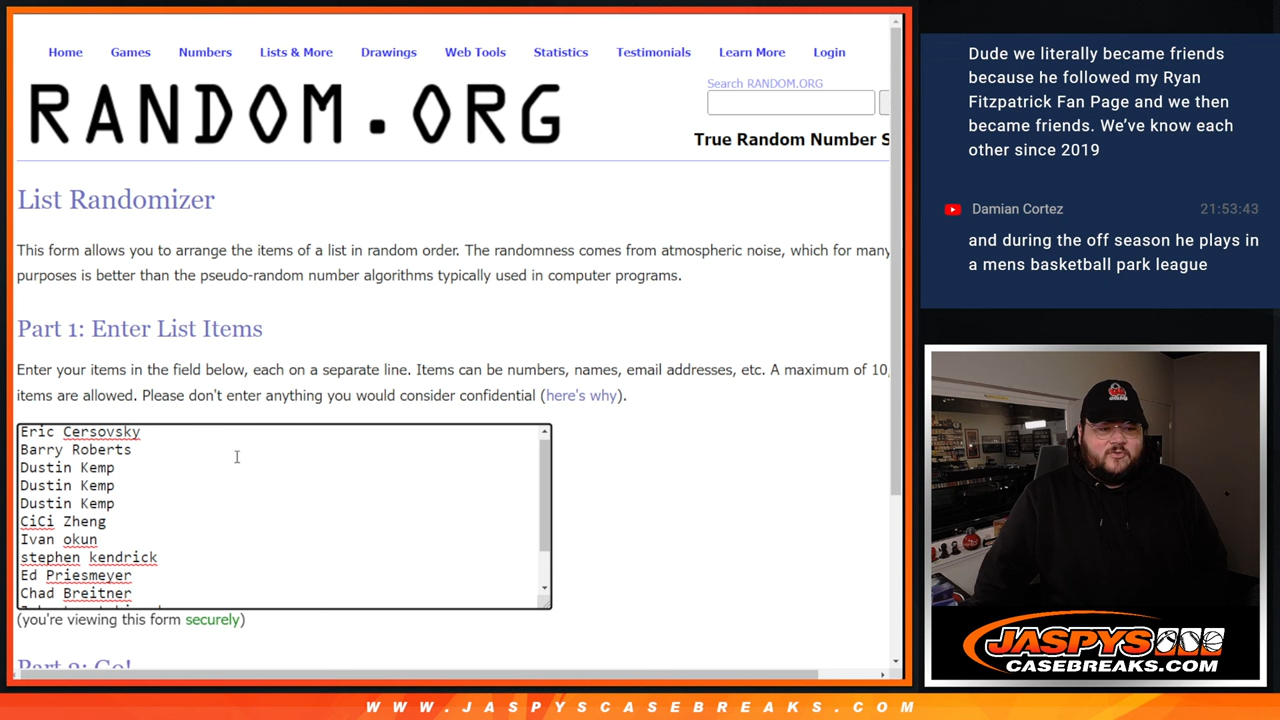 Home Games Numbers Lists & More Drawings Web Tools Statistics Testimonials Learn More Login
Search RANDOM.ORG
RANDOM.ORG
True Random Number S
List Randomizer
This form allows you to arrange the items of a list in random order. The randomness comes from atmospheric noise, which for many
purposes is better than the pseudo-random number algorithms typically used in computer programs.
Part 1: Enter List Items
Enter your items in the field below, each on a separate line. Items can be numbers, names, email addresses, etc. A maximum of 10,
items are allowed. Please don't enter anything you would consider confidential (here's why).
Eric Cersovsky
Barry Roberts
Dustin Kemp
Dustin Kemp
Dustin Kemp
CiCi Zheng
Ivan okun
stephen kendrick
Ed Priesmeyer
Chad Breitner
(you're viewing this form securely)
Part 2: Go!
Dude we literally became friends
because he followed my Ryan
Fitzpatrick Fan Page and we then
became friends. We've know each
other since 2019
Damian Cortez 21:53:43
and during the off season he plays in
a mens basketball park league
JASPYS
CASEBREAKS.COM
WWW.JASPYSCASEBREAKS.COM